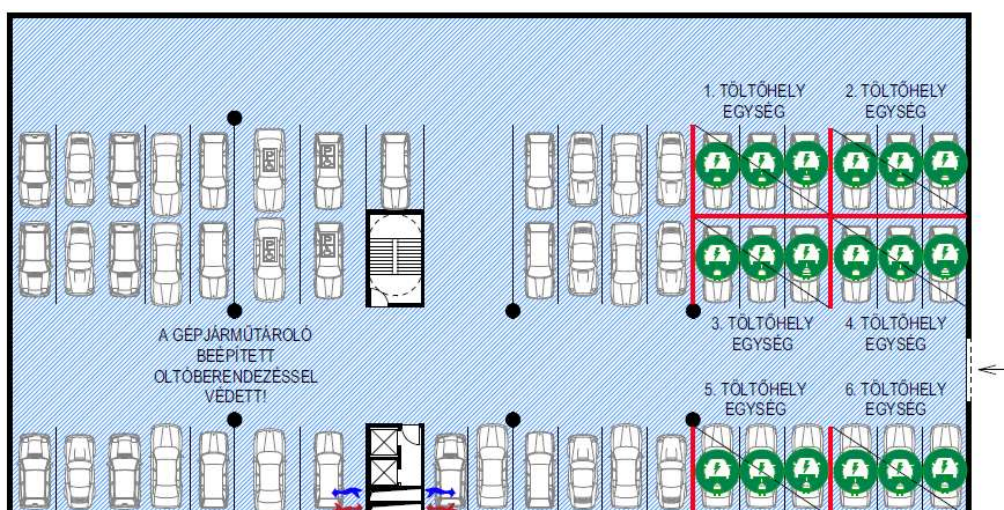 1. TÖLTŐHELY
EGYSÉG
2. TÖLTŐHELY
EGYSÉG
3. TÖLTŐHELY
EGYSÉG
4. TÖLTŐHELY
EGYSÉG
A GÉPJÁRMŰTÁROLÓ
BEÉPÍTETT
OLTÓBERENDEZÉSSEL
VÉDETT!
5. TÖLTŐHELY
EGYSÉG
6. TÖLTŐHELY
EGYSÉG